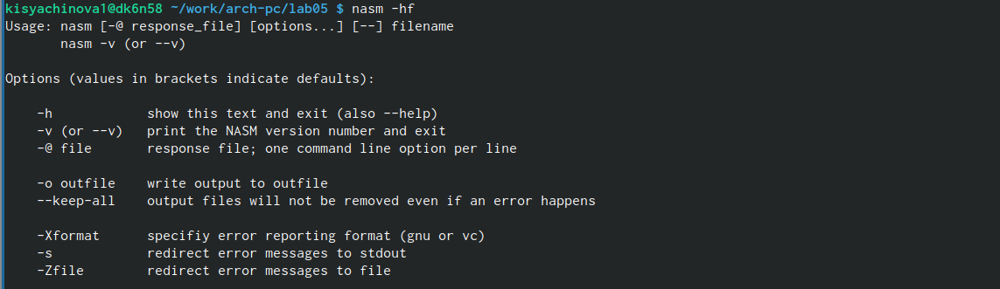 kisyachinova1@dk6n58 ~/work/arch-pc/lab05 $ nasm -hf
Usage: nasm [-@ response_file] [options...] [--] filename
       nasm -v (or --v)

Options (values in brackets indicate defaults):

    -h            show this text and exit (also --help)
    -v (or --v)   print the NASM version number and exit
    -@ file       response file; one command line option per line

    -o outfile    write output to outfile
    --keep-all    output files will not be removed even if an error happens

    -Xformat      specifiy error reporting format (gnu or vc)
    -s            redirect error messages to stdout
    -Zfile        redirect error messages to file